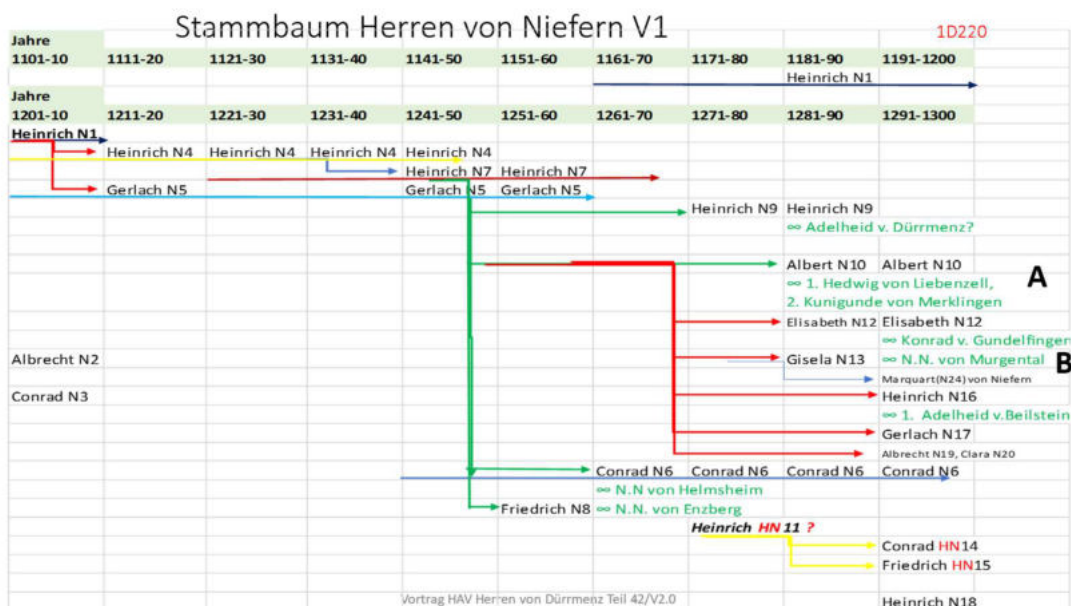 Stammbaum Herren von Niefern V1
1D220
Jahre
1101-10 1111-20 1121-30 1131-40 1141-50 1151-60 1161-70 1171-80 1181-90 1191-1200
Heinrich N1
Jahre
1201-10 1211-20 1221-30 1231-40 1241-50 1251-60 1261-70 1271-80 1281-90 1291-1300
Heinrich N1
Heinrich N4 Heinrich N4 Heinrich N4 Heinrich N4
Heinrich N7 Heinrich N7
Gerlach N5 Gerlach N5 Gerlach N5
Heinrich N9 Heinrich N9
∞ Adelheid v. Dürrmenz?
Albert N10 Albert N10 A
∞ 1. Hedwig von Liebenzell,
2. Kunigunde von Merklingen
Elisabeth N12 Elisabeth N12
∞ Konrad v. Gundelfingen
Albrecht N2 Gisela N13 ∞ N.N. von Murgental B
Marquart(N24) von Niefern
Conrad N3 Heinrich N16
∞ 1. Adelheid v.Beilstein
Gerlach N17
Albrecht N19, Clara N20
Conrad N6 Conrad N6 Conrad N6 Conrad N6
∞ N.N von Helmsheim
Friedrich N8 ∞ N.N. von Enzberg
Heinrich HN 11 ?
Conrad HN14
Friedrich HN15
Vortrag HAV Herren von Dürrmenz Teil 42/V2.0
Heinrich N18